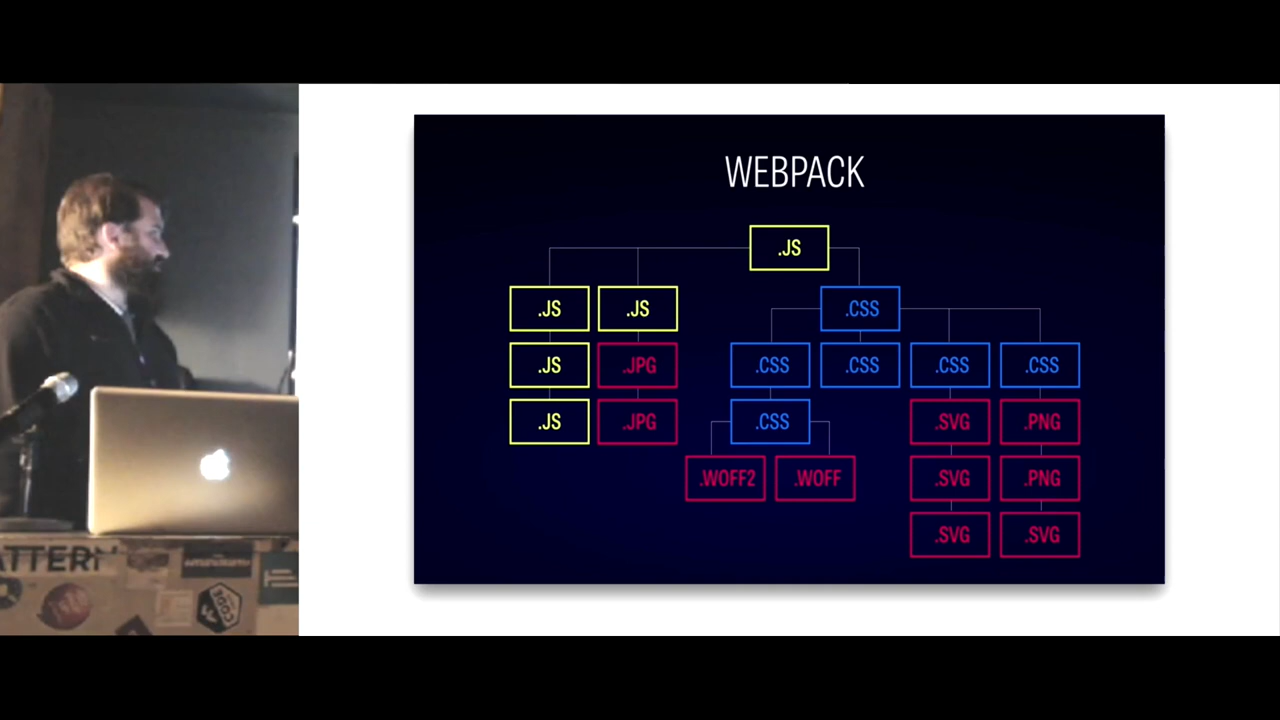 WEBPACK
.JS
.JS .JS .CSS
.JS .JPG .CSS .CSS .CSS .CSS
.JS .JPG .CSS .SVG .PNG
.WOFF2 .WOFF .SVG .PNG
.SVG .SVG
ATTERN
CODE